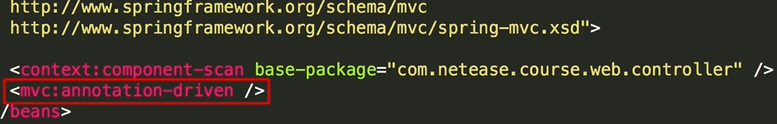 http://www.springframework.org/schema/mvc
http://www.springframework.org/schema/mvc/spring-mvc.xsd">
<context:component-scan base-package="com.netease.course.web.controller" />
<mvc:annotation-driven />
/beans>